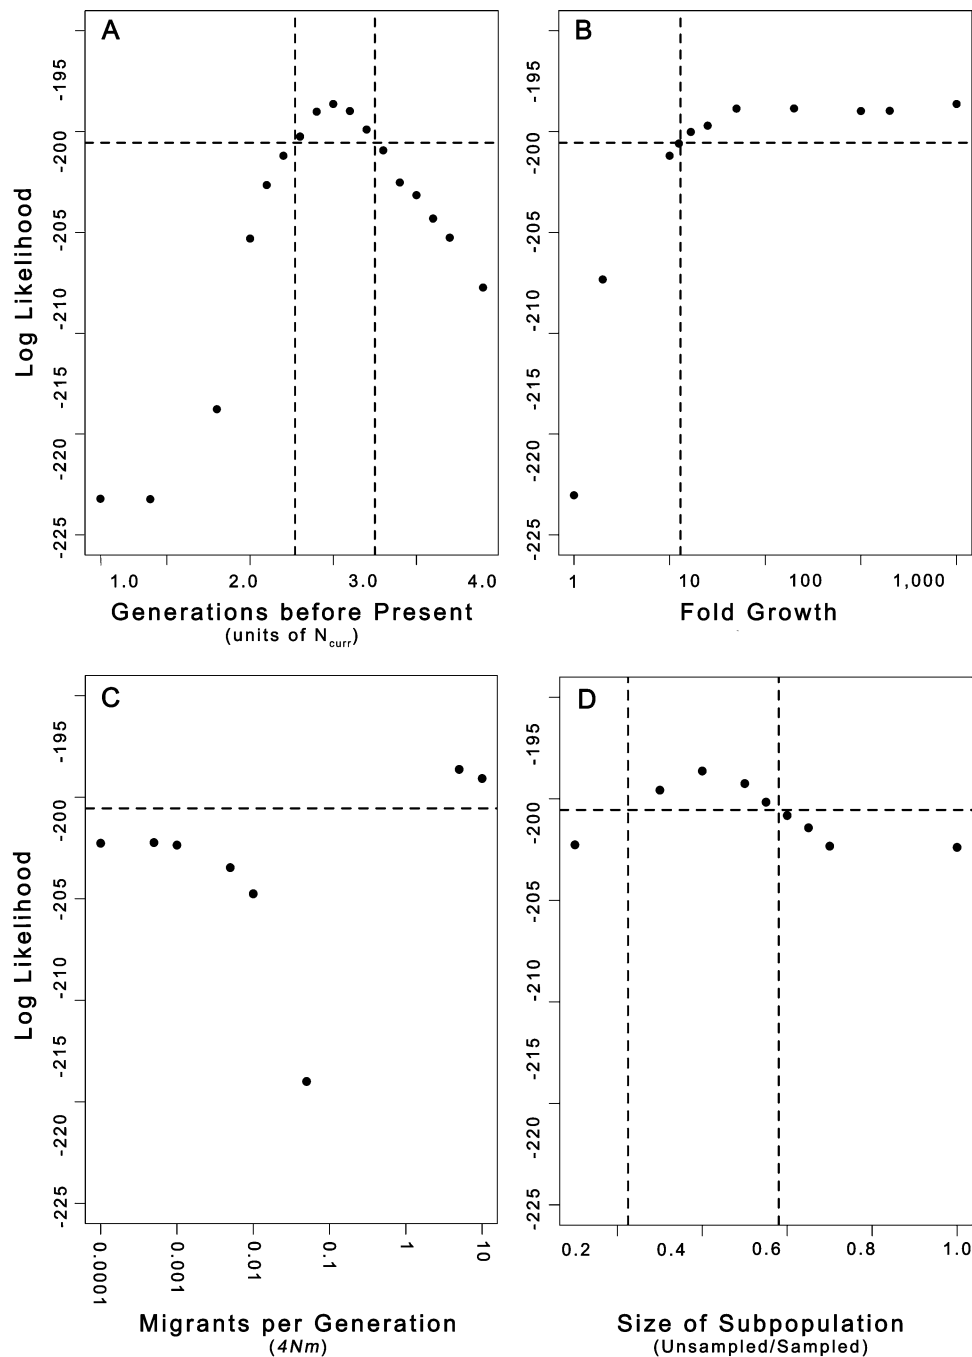 A
B
-195
-200
-205
-210
-215
-220
-225
-195
-200
-205
-210
-215
-220
-225
Log Likelihood
1.0 2.0 3.0 4.0
1 10 100 1,000
Generations before Present
(units of Ncurr)
Fold Growth
C
D
-195
-200
-205
-210
-215
-220
-225
-195
-200
-205
-210
-215
-220
-225
Log Likelihood
0.0001 0.001 0.01 0.1 1 10
0.2 0.4 0.6 0.8 1.0
Migrants per Generation
(4Nm)
Size of Subpopulation
(Unsampled/Sampled)